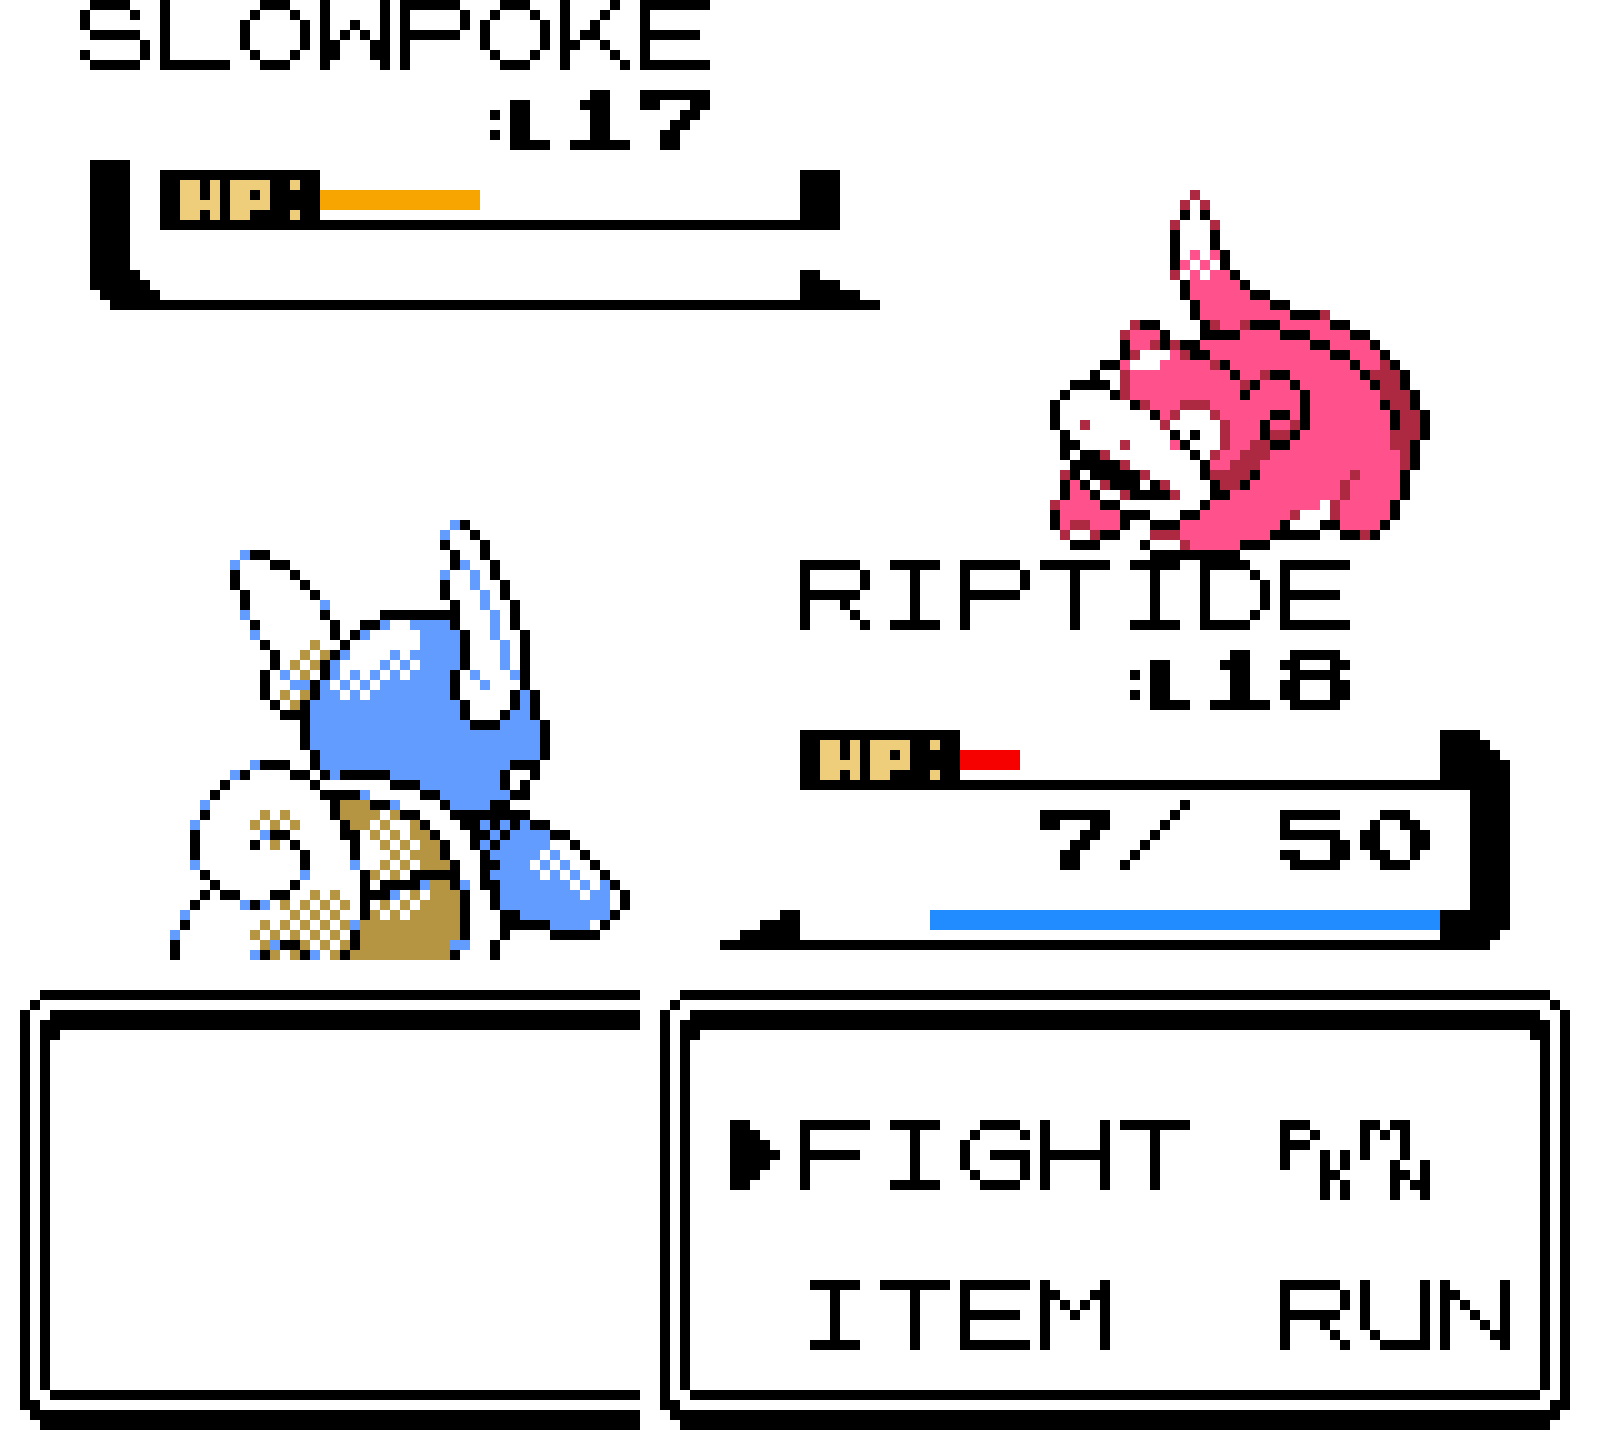 SLOWPOKE
:L17
HP:
RIPTIDE
:L18
HP:
7/ 50
FIGHT PKMN
ITEM RUN